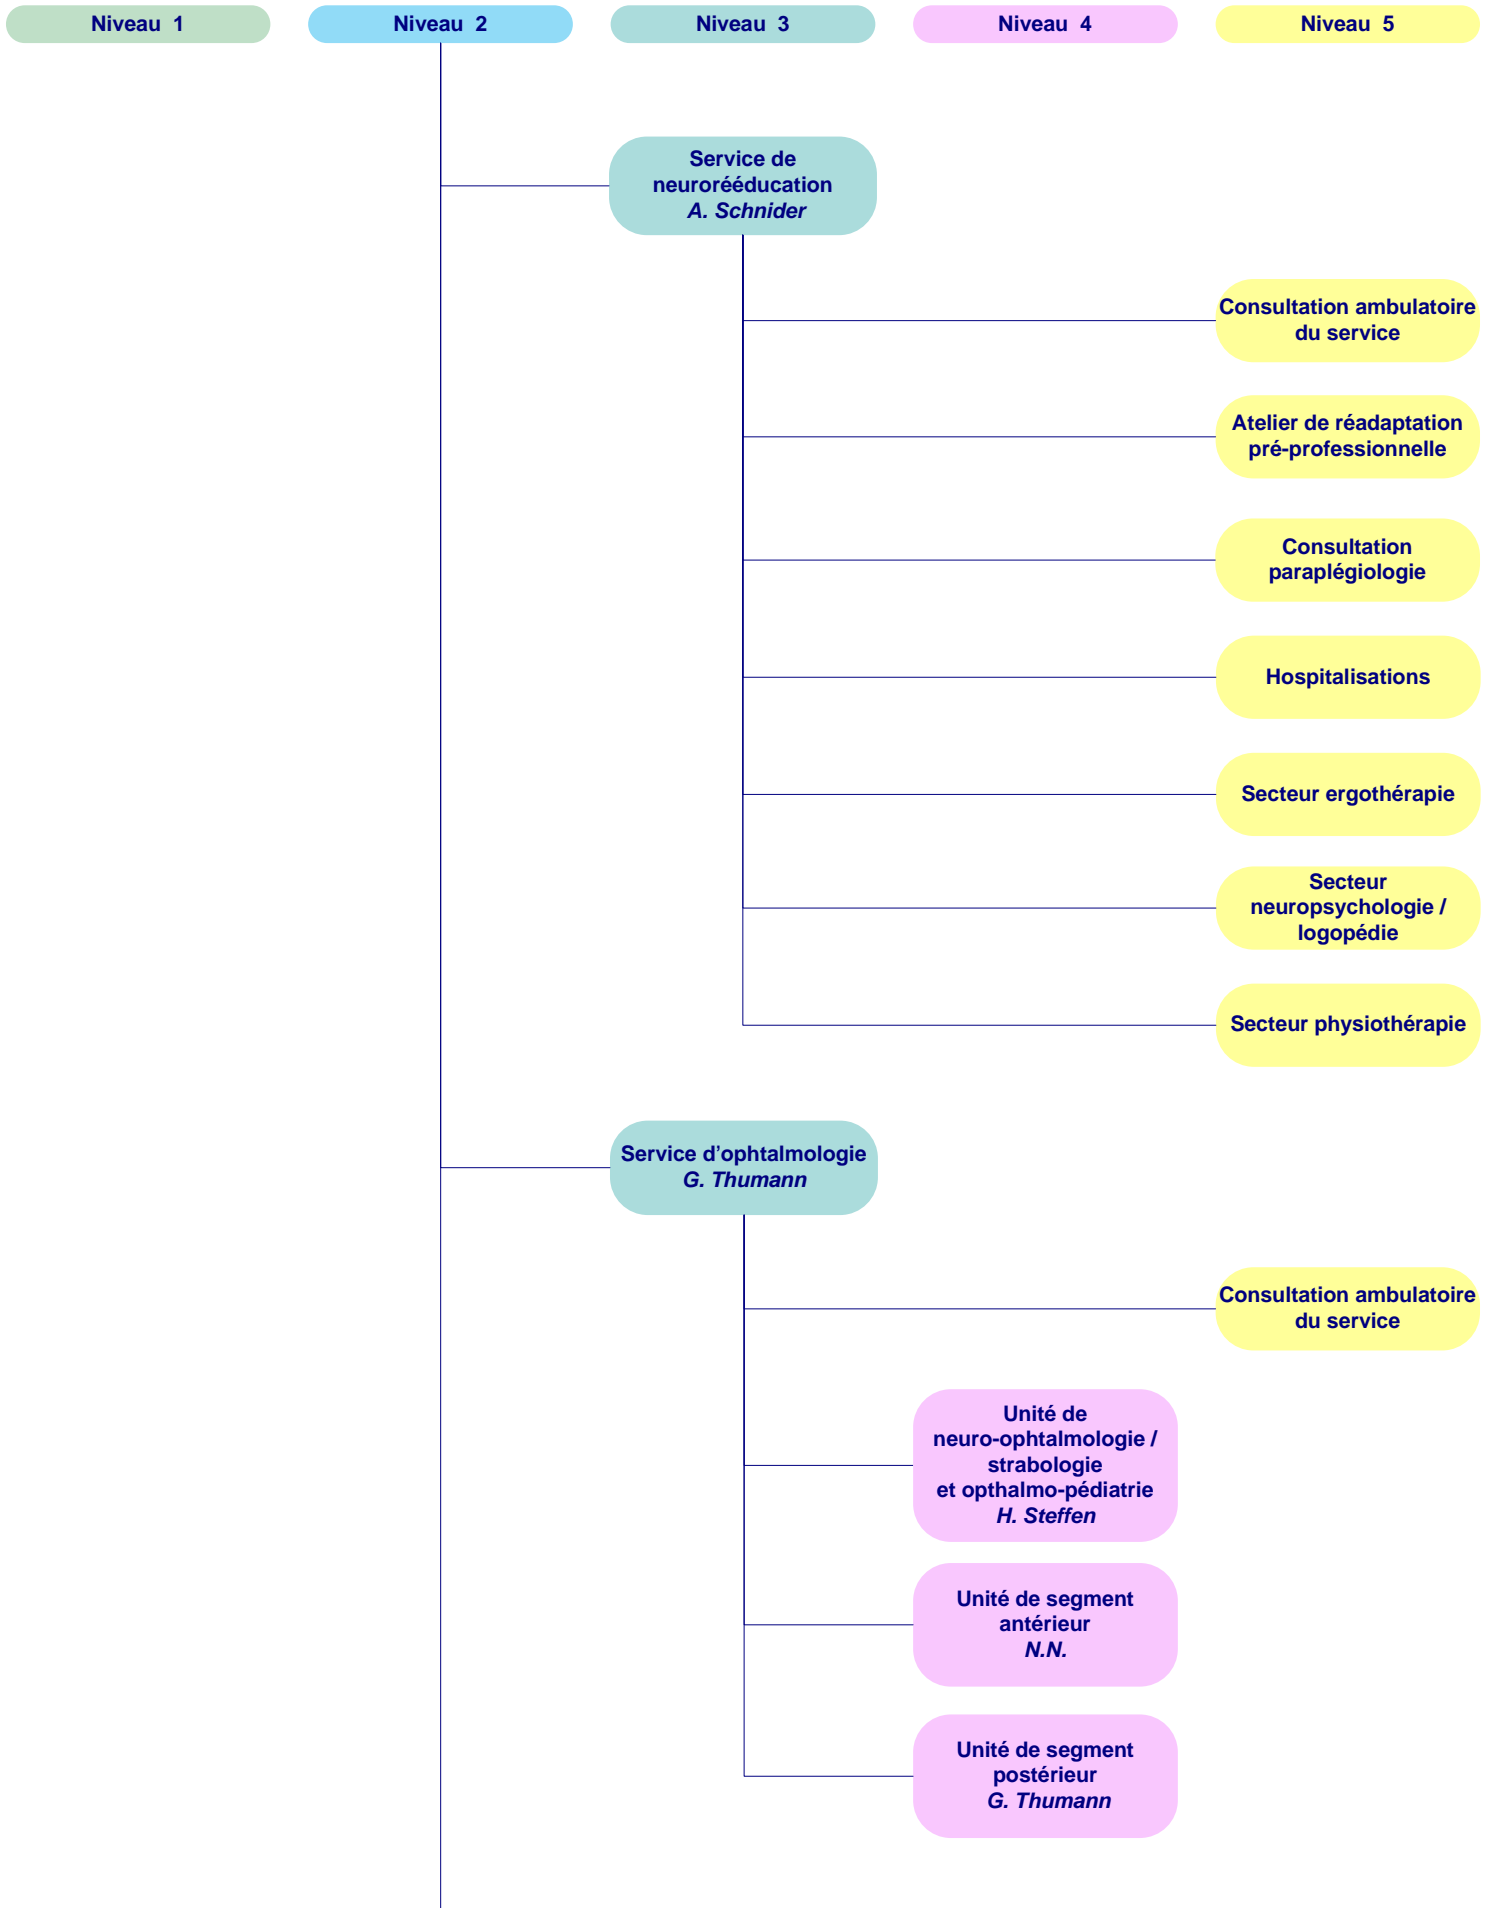 Niveau 1
Niveau 2
Niveau 3
Niveau 4
Niveau 5
Service de
neurorééducation
A. Schnider
Consultation ambulatoire
du service
Atelier de réadaptation
pré-professionnelle
Consultation
paraplégiologie
Hospitalisations
Secteur ergothérapie
Secteur
neuropsychologie /
logopédie
Secteur physiothérapie
Service d’ophtalmologie
G. Thumann
Consultation ambulatoire
du service
Unité de
neuro-ophtalmologie /
strabologie
et opthalmo-pédiatrie
H. Steffen
Unité de segment
antérieur
N.N.
Unité de segment
postérieur
G. Thumann